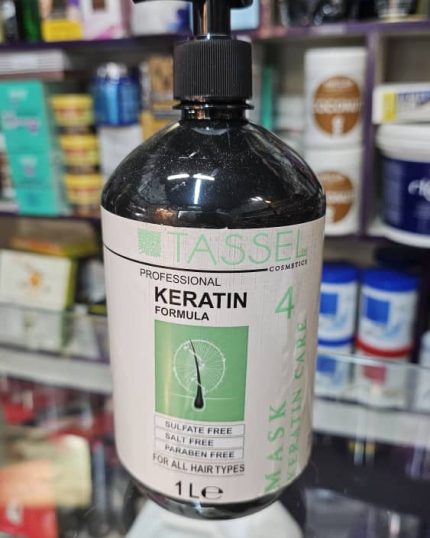 TASSEL
COSMETICS
PROFESSIONAL
KERATIN
FORMULA
4
SULFATE FREE
SALT FREE
PARABEN FREE
FOR ALL HAIR TYPES
1 L℮
MASK
KERATIN CARE
COCONUT